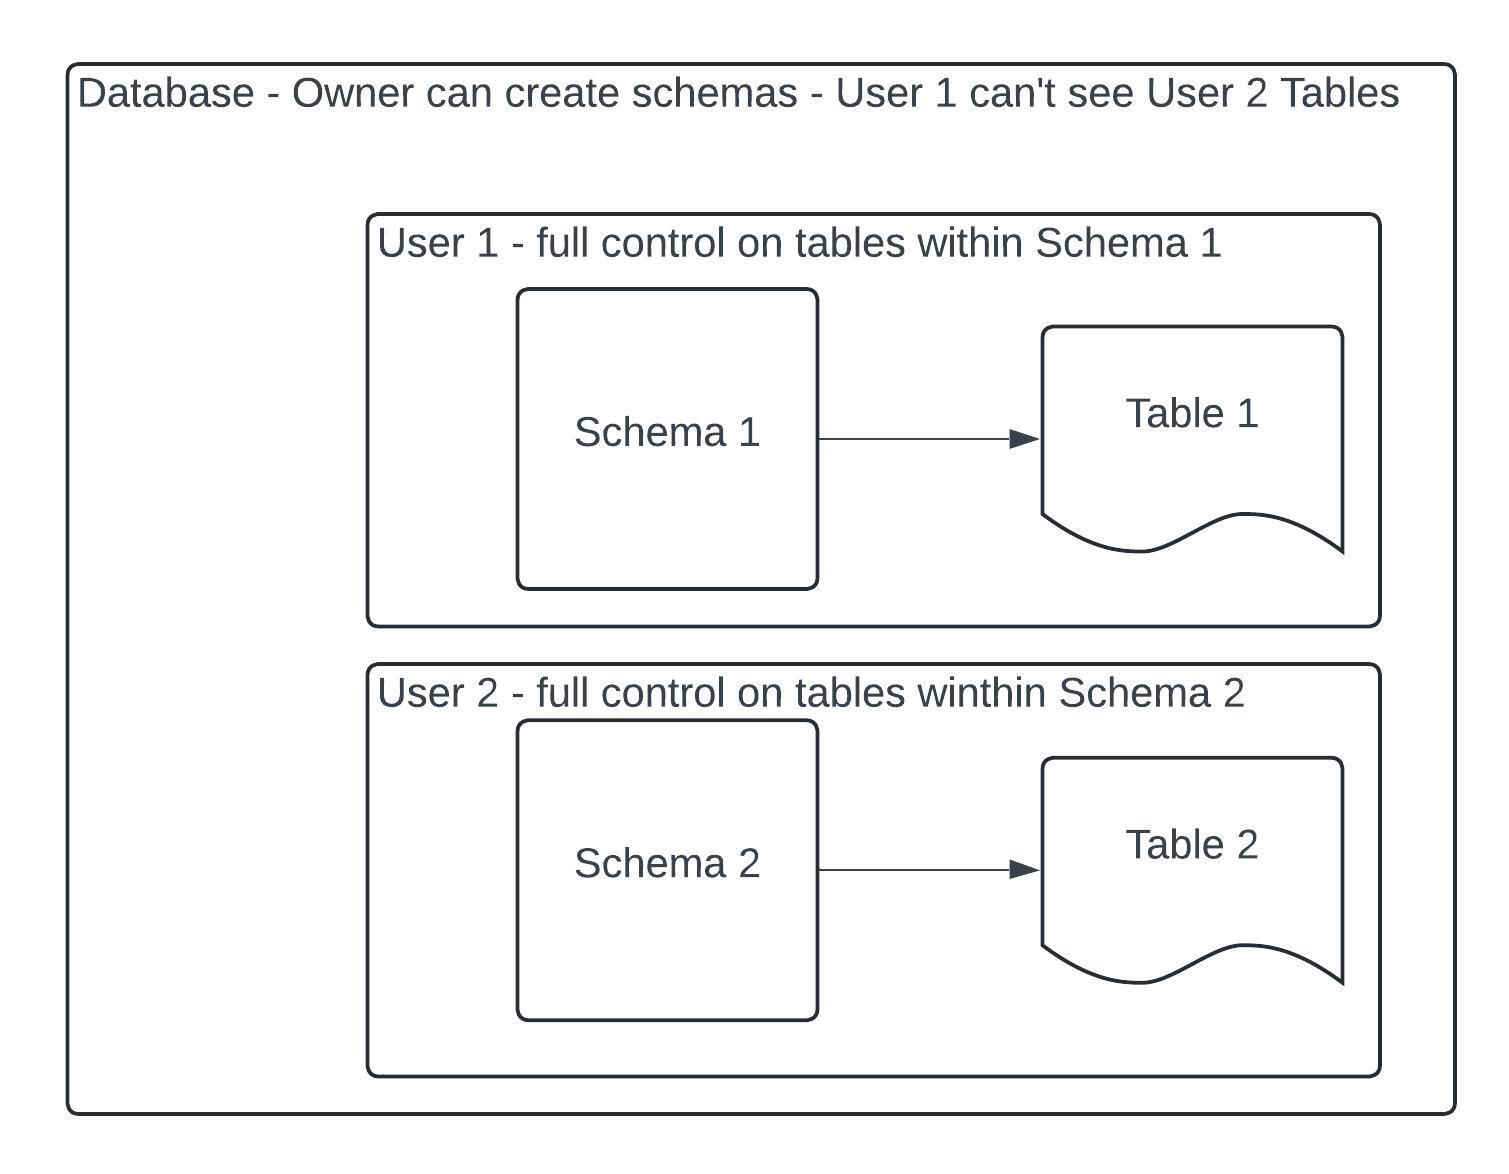 Database - Owner can create schemas - User 1 can't see User 2 Tables
User 1 - full control on tables within Schema 1
Schema 1
Table 1
User 2 - full control on tables winthin Schema 2
Schema 2
Table 2